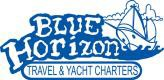 BLUE
Horizon
TRAVEL & YACHT CHARTERS